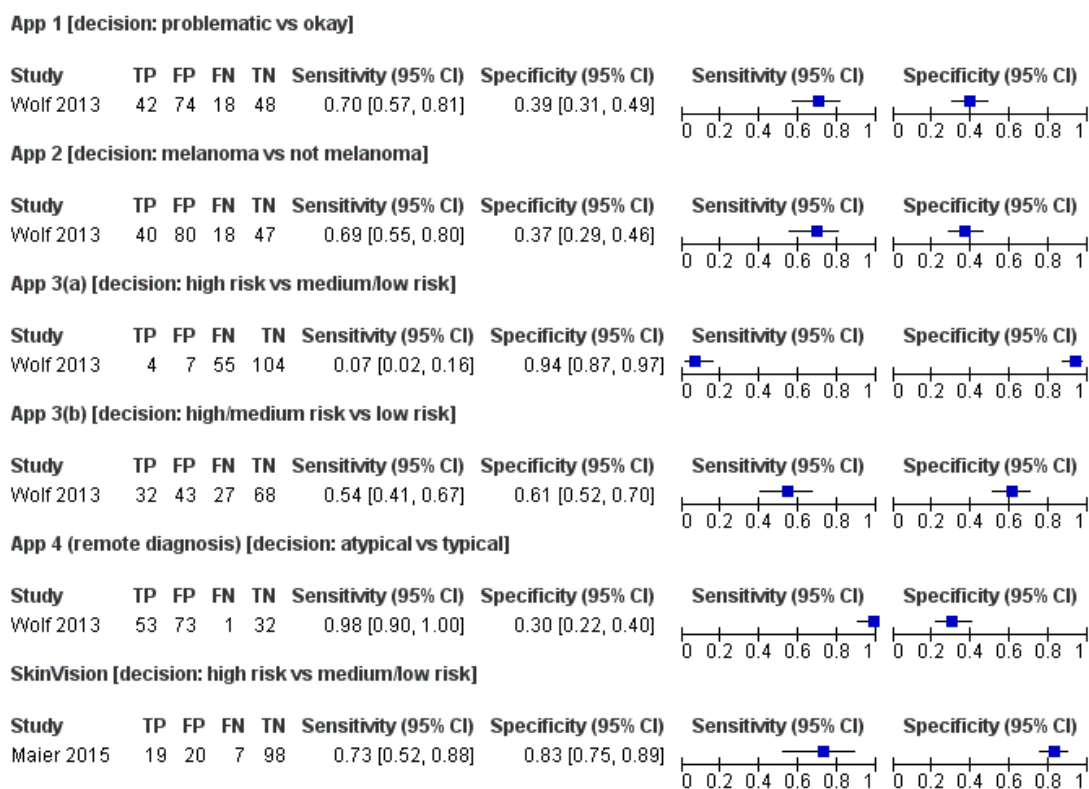 App 1 [decision: problematic vs okay]
Study TP FP FN TN Sensitivity (95% CI) Specificity (95% CI) Sensitivity (95% CI) Specificity (95% CI)
Wolf 2013 42 74 18 48 0.70 [0.57, 0.81] 0.39 [0.31, 0.49]
0 0.2 0.4 0.6 0.8 1 0 0.2 0.4 0.6 0.8 1
App 2 [decision: melanoma vs not melanoma]
Study TP FP FN TN Sensitivity (95% CI) Specificity (95% CI) Sensitivity (95% CI) Specificity (95% CI)
Wolf 2013 40 80 18 47 0.69 [0.55, 0.80] 0.37 [0.29, 0.46]
0 0.2 0.4 0.6 0.8 1 0 0.2 0.4 0.6 0.8 1
App 3(a) [decision: high risk vs medium/low risk]
Study TP FP FN TN Sensitivity (95% CI) Specificity (95% CI) Sensitivity (95% CI) Specificity (95% CI)
Wolf 2013 4 7 55 104 0.07 [0.02, 0.16] 0.94 [0.87, 0.97]
0 0.2 0.4 0.6 0.8 1 0 0.2 0.4 0.6 0.8 1
App 3(b) [decision: high/medium risk vs low risk]
Study TP FP FN TN Sensitivity (95% CI) Specificity (95% CI) Sensitivity (95% CI) Specificity (95% CI)
Wolf 2013 32 43 27 68 0.54 [0.41, 0.67] 0.61 [0.52, 0.70]
0 0.2 0.4 0.6 0.8 1 0 0.2 0.4 0.6 0.8 1
App 4 (remote diagnosis) [decision: atypical vs typical]
Study TP FP FN TN Sensitivity (95% CI) Specificity (95% CI) Sensitivity (95% CI) Specificity (95% CI)
Wolf 2013 53 73 1 32 0.98 [0.90, 1.00] 0.30 [0.22, 0.40]
0 0.2 0.4 0.6 0.8 1 0 0.2 0.4 0.6 0.8 1
SkinVision [decision: high risk vs medium/low risk]
Study TP FP FN TN Sensitivity (95% CI) Specificity (95% CI) Sensitivity (95% CI) Specificity (95% CI)
Maier 2015 19 20 7 98 0.73 [0.52, 0.88] 0.83 [0.75, 0.89]
0 0.2 0.4 0.6 0.8 1 0 0.2 0.4 0.6 0.8 1